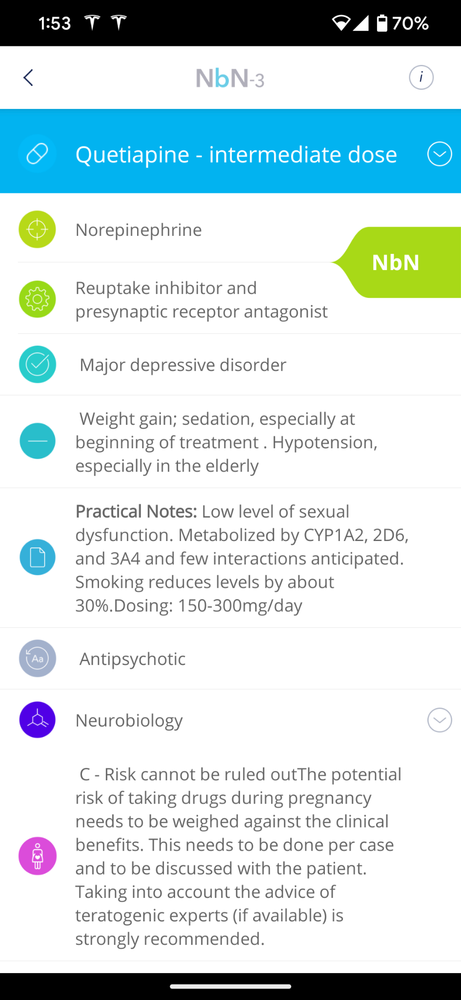 1:53
70%
NbN-3
i
Quetiapine - intermediate dose
Norepinephrine
NbN
Reuptake inhibitor and
presynaptic receptor antagonist
Major depressive disorder
Weight gain; sedation, especially at
beginning of treatment . Hypotension,
especially in the elderly
Practical Notes: Low level of sexual
dysfunction. Metabolized by CYP1A2, 2D6,
and 3A4 and few interactions anticipated.
Smoking reduces levels by about
30%.Dosing: 150-300mg/day
Aa
Antipsychotic
Neurobiology
C - Risk cannot be ruled outThe potential
risk of taking drugs during pregnancy
needs to be weighed against the clinical
benefits. This needs to be done per case
and to be discussed with the patient.
Taking into account the advice of
teratogenic experts (if available) is
strongly recommended.